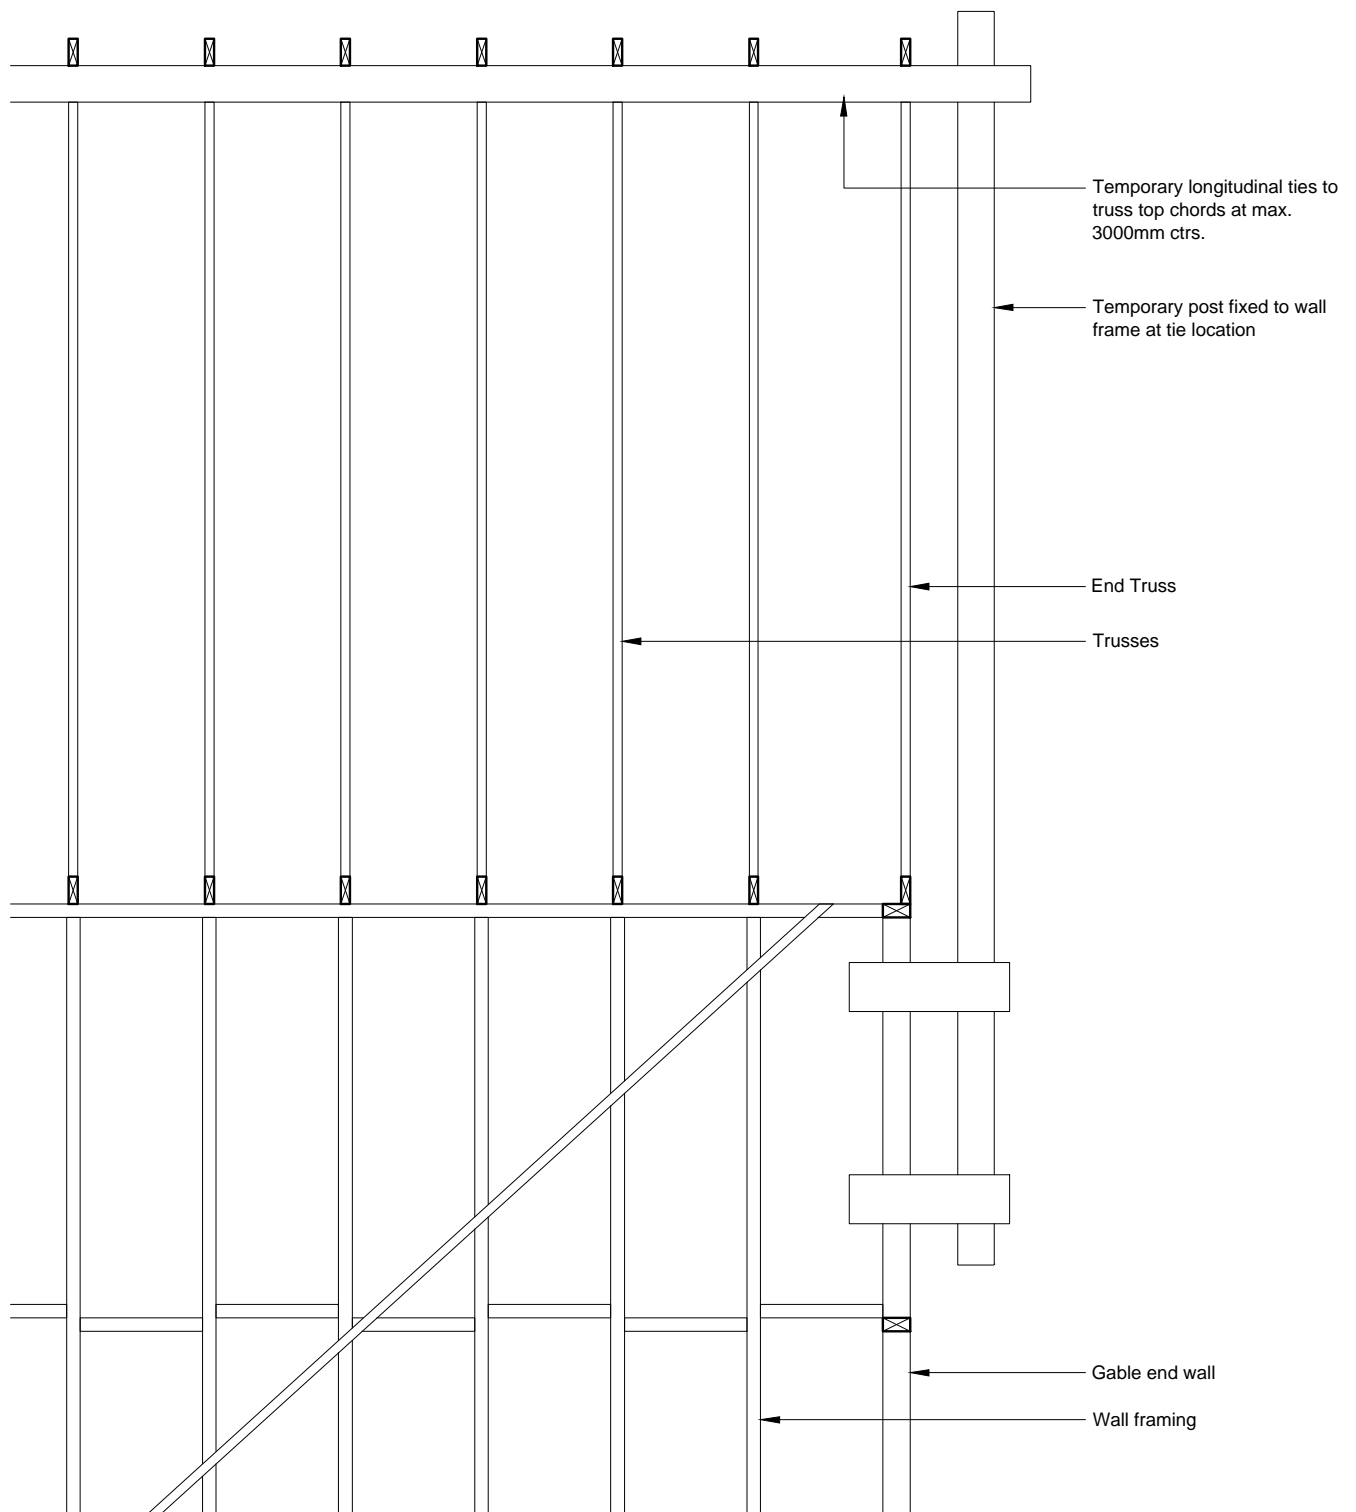 Temporary longitudinal ties to
truss top chords at max.
3000mm ctrs.
Temporary post fixed to wall
frame at tie location
End Truss
Trusses
Gable end wall
Wall framing